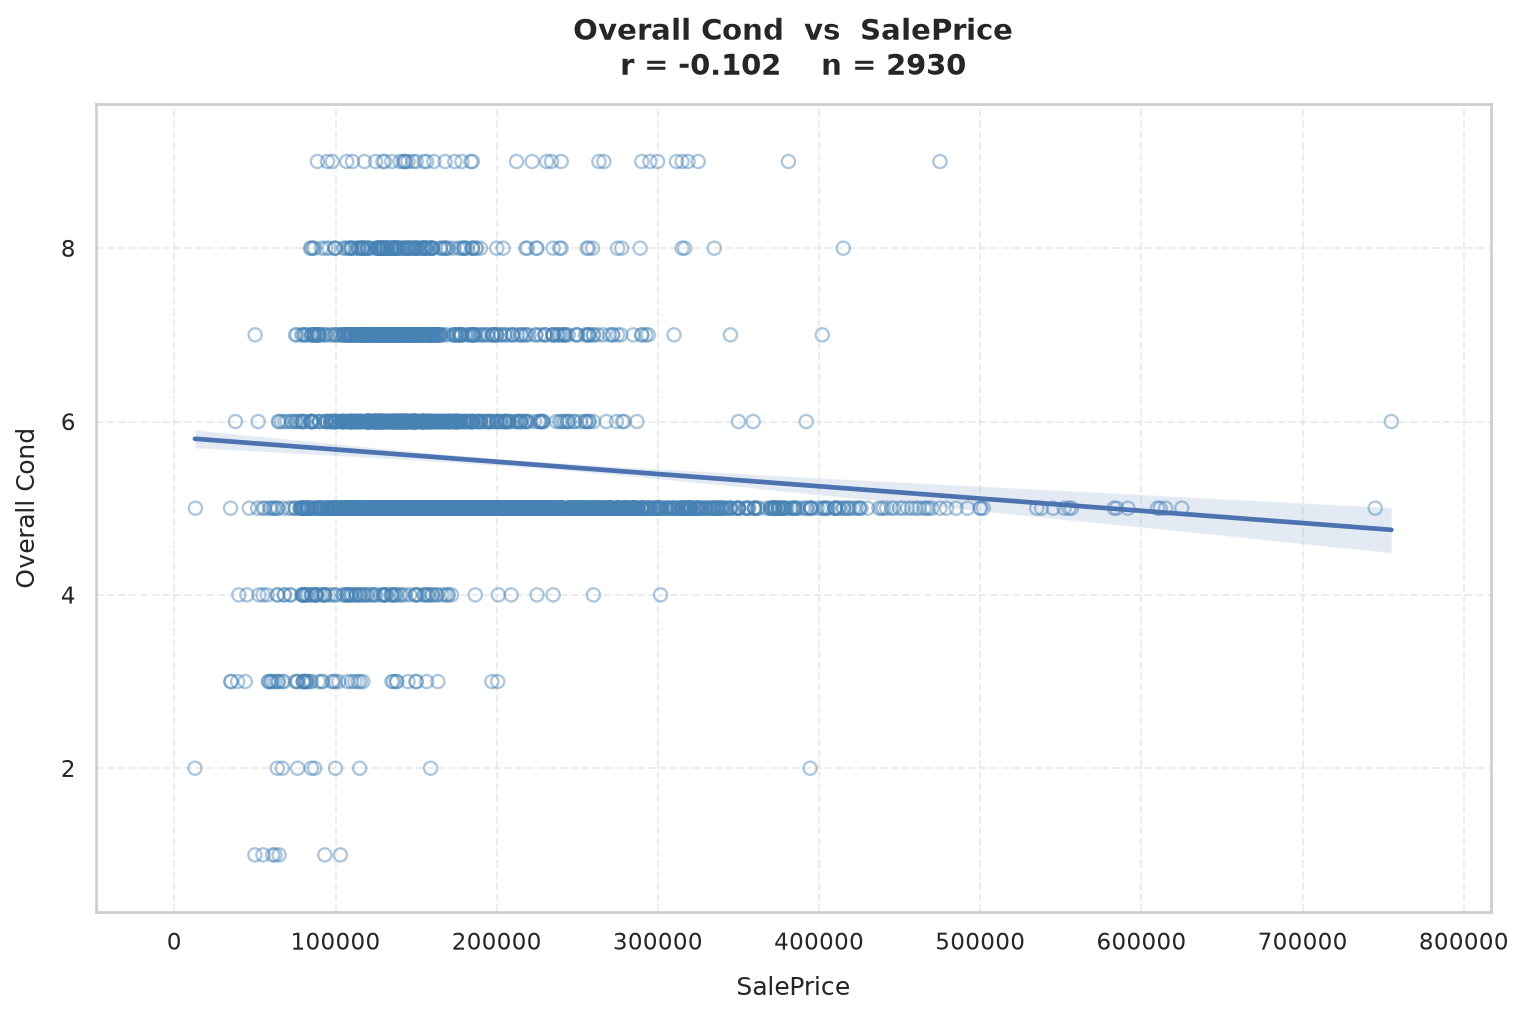 Overall Cond  vs  SalePrice
r = -0.102    n = 2930
8
6
4
2
Overall Cond
0 100000 200000 300000 400000 500000 600000 700000 800000
SalePrice